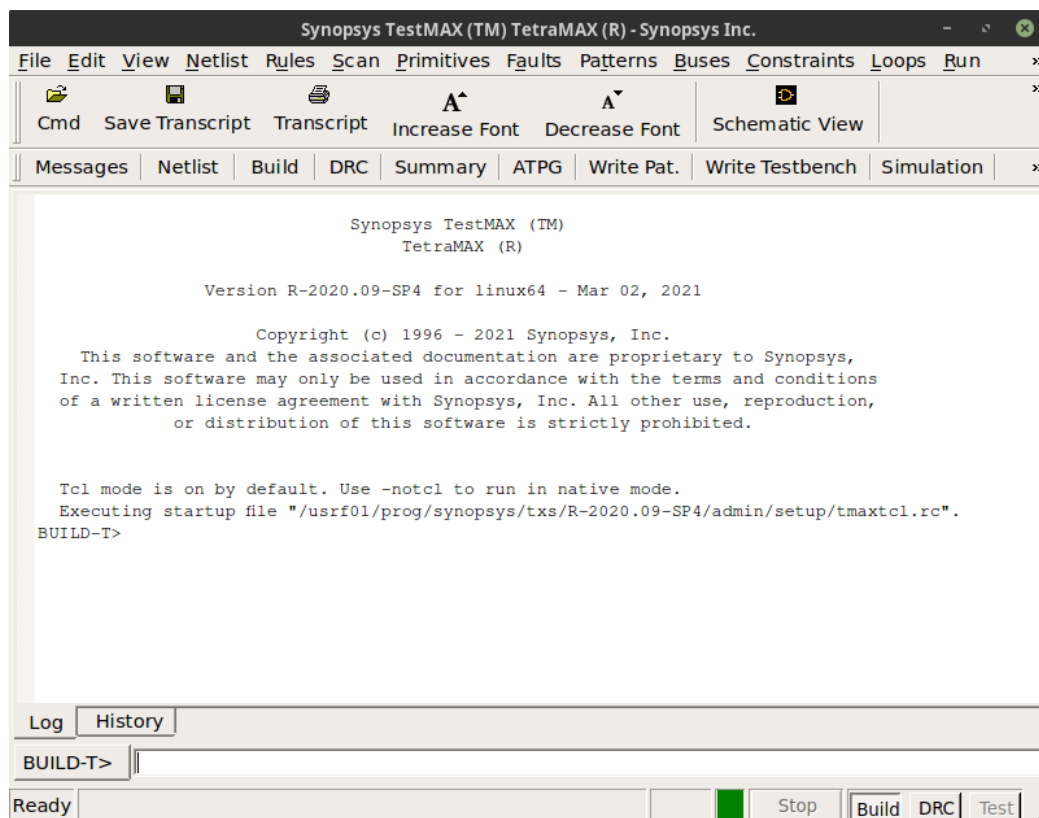 Synopsys TestMAX (TM) TetraMAX (R) - Synopsys Inc.
File Edit View Netlist Rules Scan Primitives Faults Patterns Buses Constraints Loops Run »
Cmd Save Transcript Transcript Increase Font Decrease Font Schematic View »
Messages Netlist Build DRC Summary ATPG Write Pat. Write Testbench Simulation »
Synopsys TestMAX (TM)
TetraMAX (R)
Version R-2020.09-SP4 for linux64 - Mar 02, 2021
Copyright (c) 1996 - 2021 Synopsys, Inc.
This software and the associated documentation are proprietary to Synopsys,
Inc. This software may only be used in accordance with the terms and conditions
of a written license agreement with Synopsys, Inc. All other use, reproduction,
or distribution of this software is strictly prohibited.
Tcl mode is on by default. Use -notcl to run in native mode.
Executing startup file "/usrf01/prog/synopsys/txs/R-2020.09-SP4/admin/setup/tmaxtcl.rc".
BUILD-T>
Log History
BUILD-T>
Ready Stop Build DRC Test